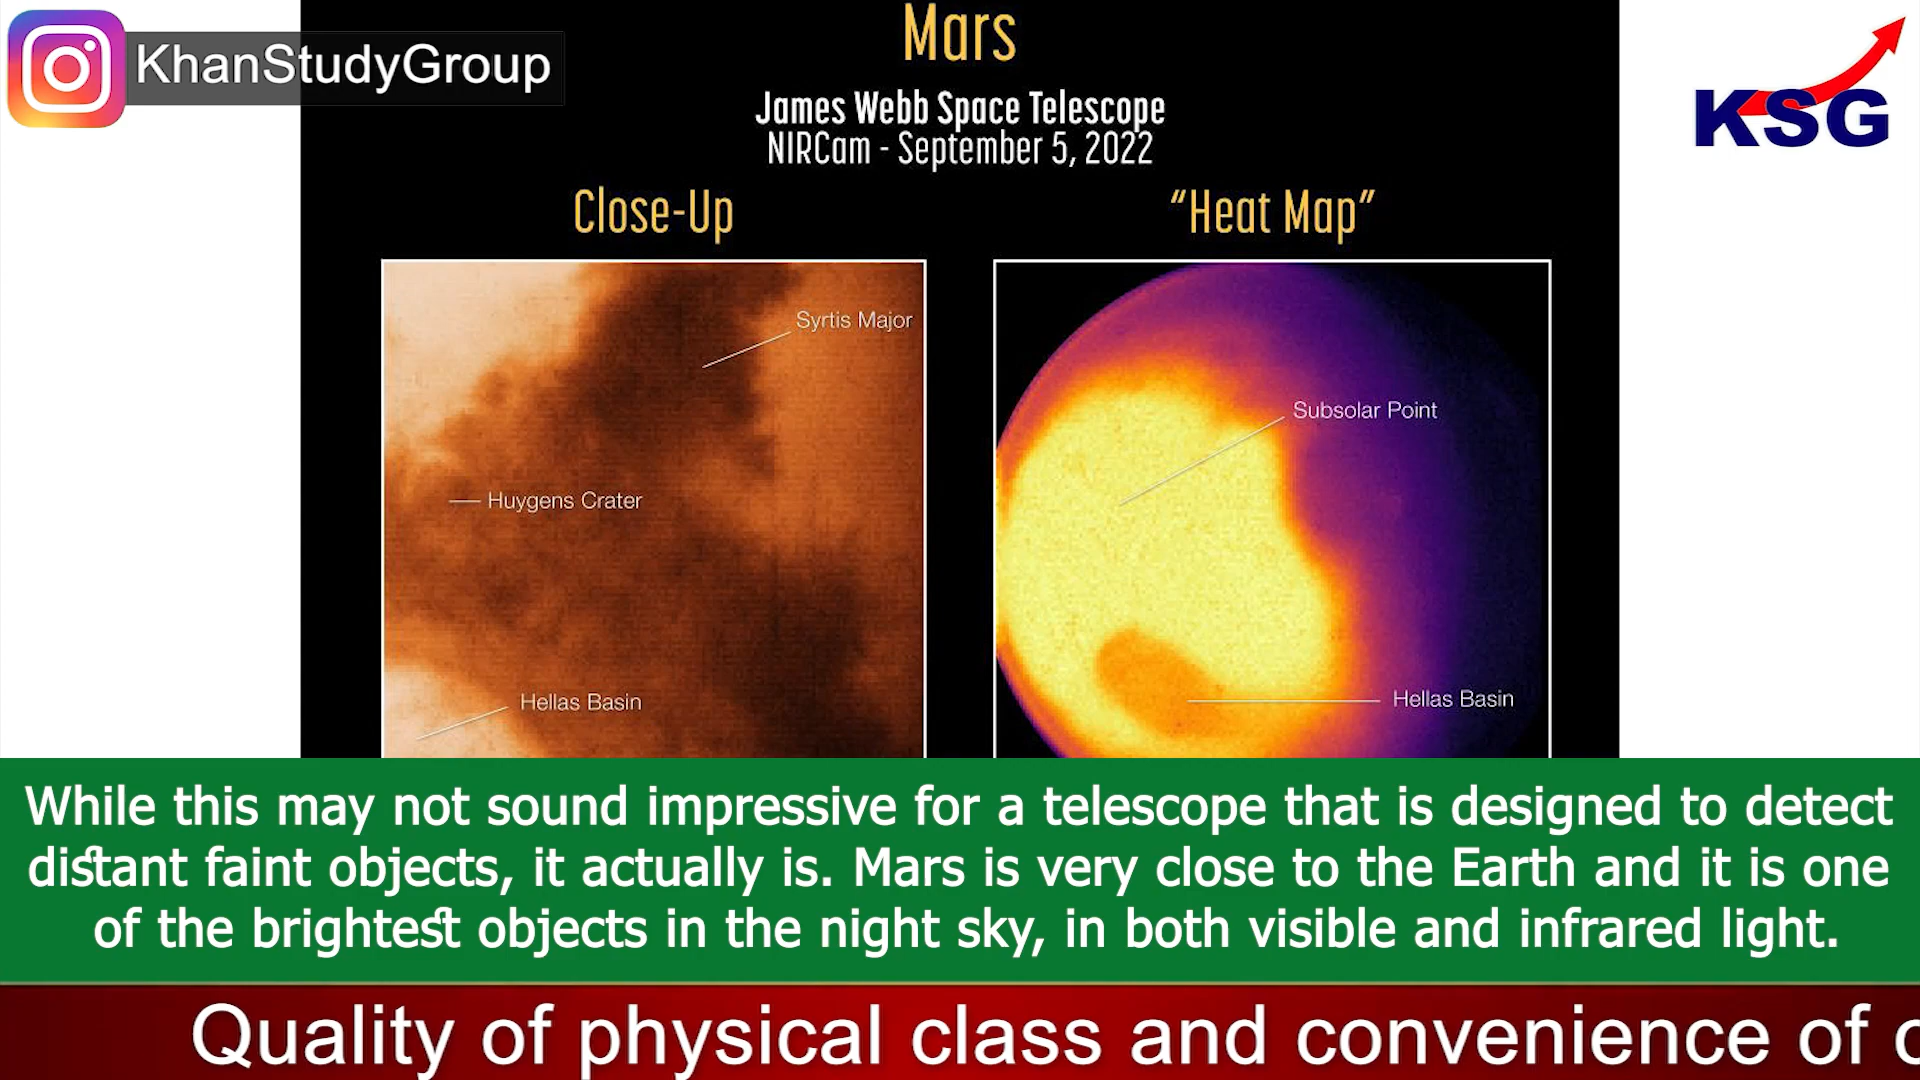 KhanStudyGroup
Mars
KSG
James Webb Space Telescope
NIRCam - September 5, 2022
Close-Up
“Heat Map”
Syrtis Major
Subsolar Point
Huygens Crater
Hellas Basin
Hellas Basin
While this may not sound impressive for a telescope that is designed to detect
distant faint objects, it actually is. Mars is very close to the Earth and it is one
of the brightest objects in the night sky, in both visible and infrared light.
Quality of physical class and convenience of